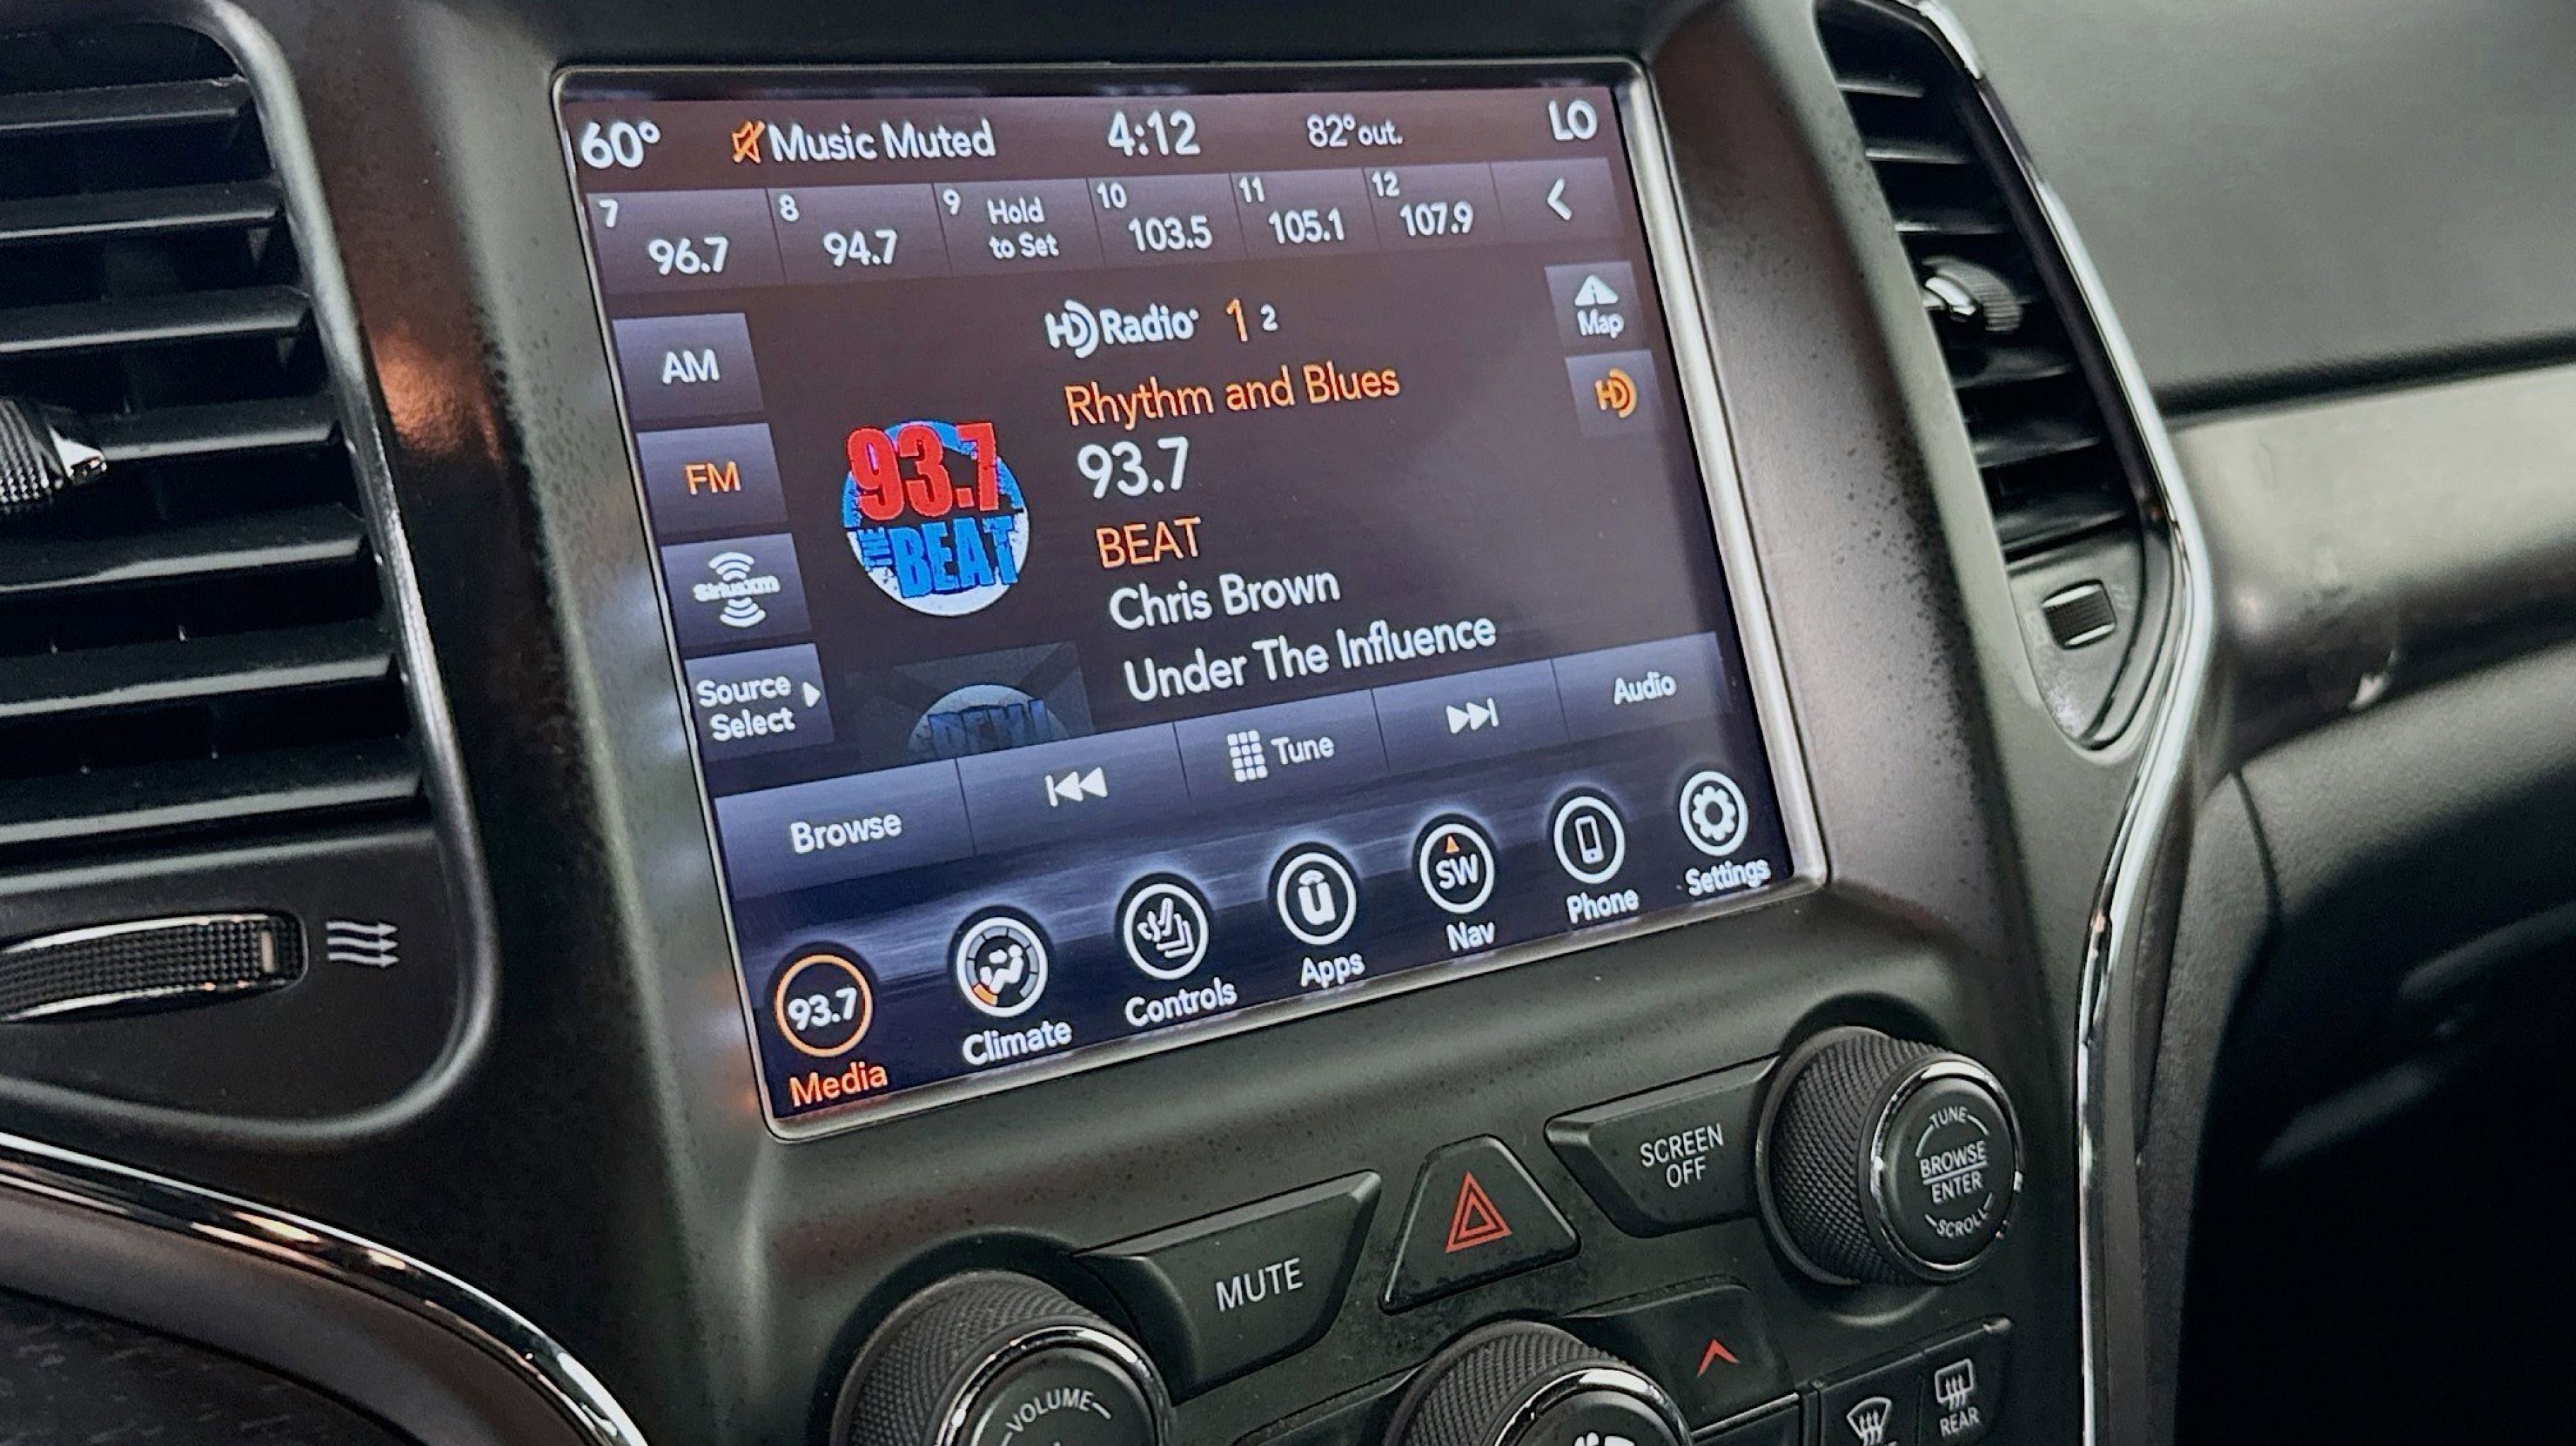 60° Music Muted 4:12 82° out. LO
7 96.7
8 94.7
9 Hold to Set
10 103.5
11 105.1
12 107.9
HD Radio 1 2
Map
AM
Rhythm and Blues
HD
FM
93.7
93.7
THE BEAT
BEAT
SiriusXM
Chris Brown
Source
Select
Under The Influence
Browse
Tune
Audio
93.7
Media
Climate
Controls
Apps
SW
Nav
Phone
Settings
MUTE
SCREEN
OFF
TUNE
BROWSE
ENTER
SCROLL
VOLUME
REAR